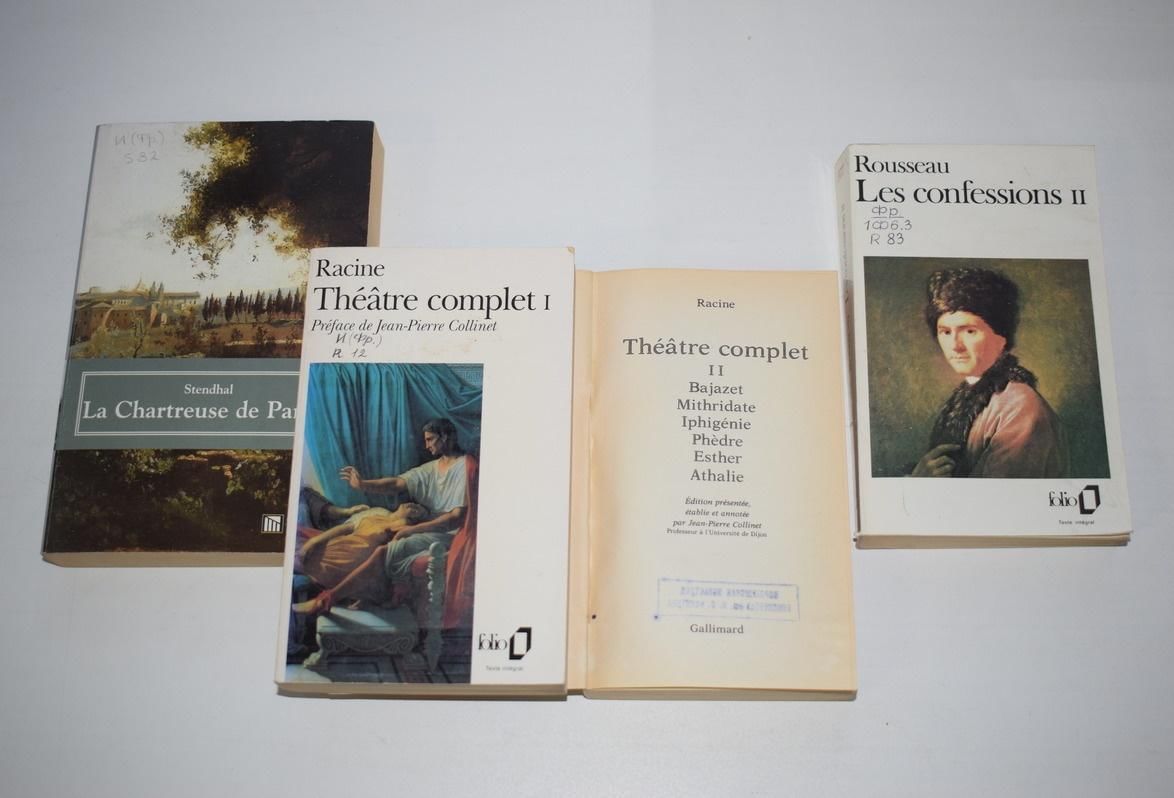 И (Фр.)
S 82
Stendhal
La Chartreuse de Par
Racine
Théâtre complet I
Préface de Jean-Pierre Collinet
И (Фр.)
R 12
folio
Texte intégral
Racine
Théâtre complet
II
Bajazet
Mithridate
Iphigénie
Phèdre
Esther
Athalie
Édition présentée,
établie et annotée
par Jean-Pierre Collinet
Professeur à l'Université de Dijon
Gallimard
Rousseau
Les confessions II
Фр.
1Ф6.3
R 83
folio
Texte intégral